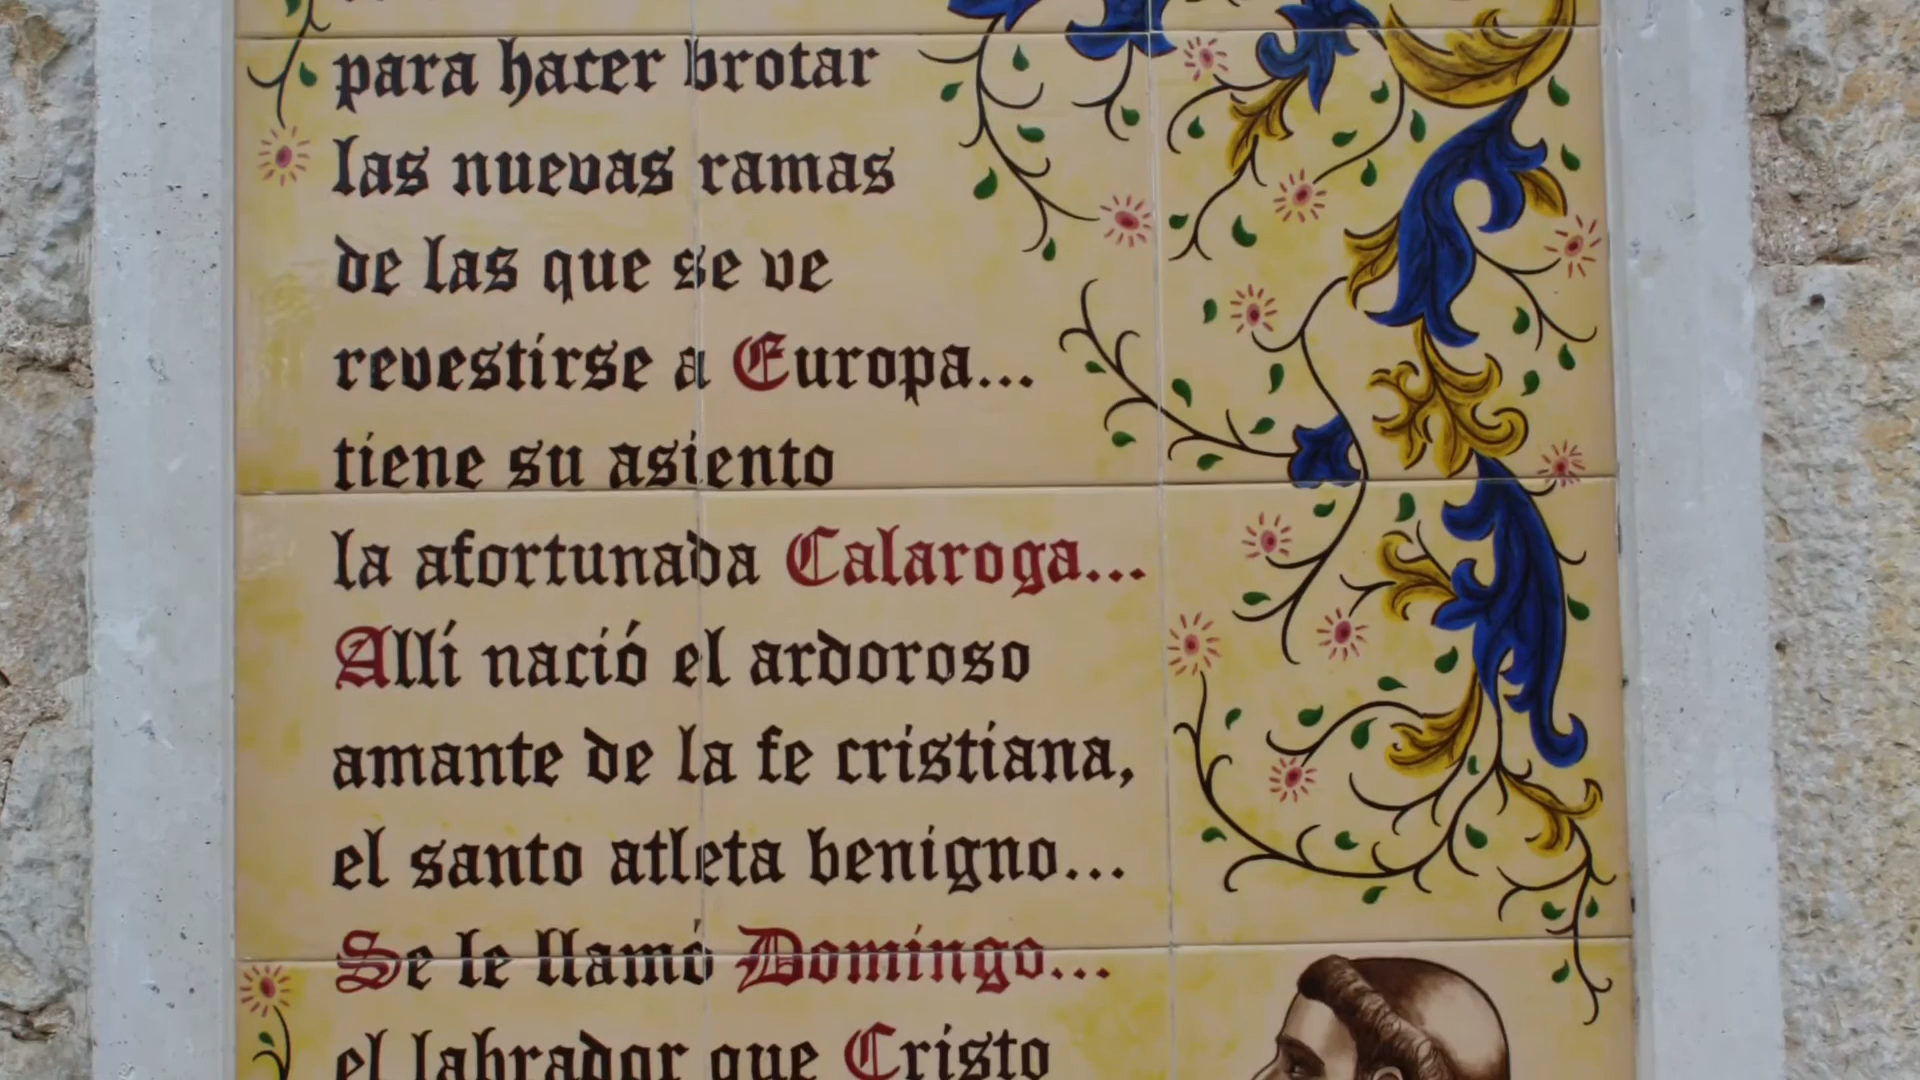 para hacer brotar
las nuevas ramas
de las que se ve
revestirse a Europa...
tiene su asiento
la afortunada Calaroga...
Allí nació el ardoroso
amante de la fe cristiana,
el santo atleta benigno...
Se le llamó Domingo...
el labrador que Cristo